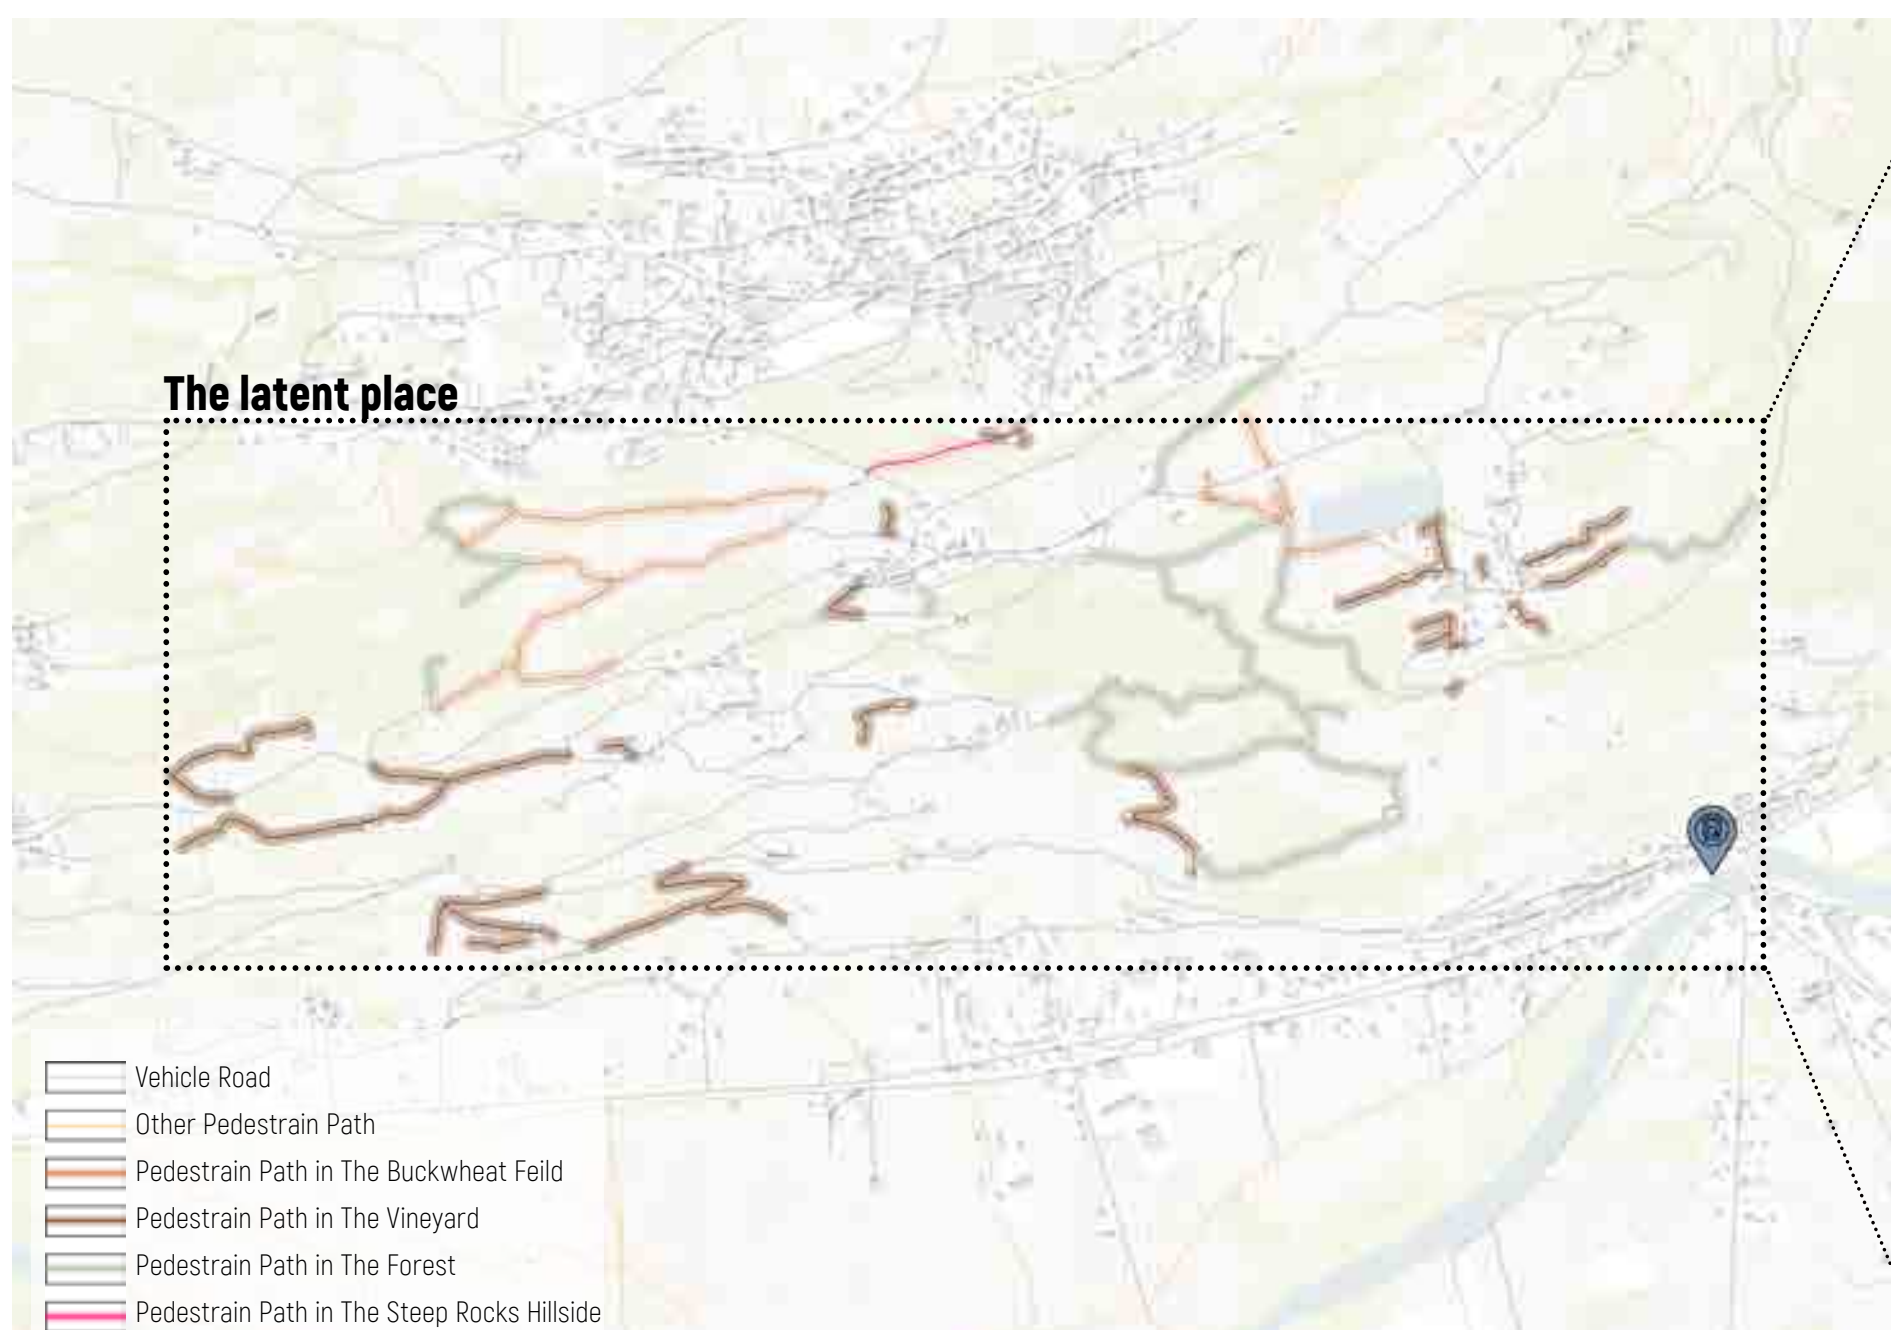 The latent place
Vehicle Road
Other Pedestrain Path
Pedestrain Path in The Buckwheat Feild
Pedestrain Path in The Vineyard
Pedestrain Path in The Forest
Pedestrain Path in The Steep Rocks Hillside